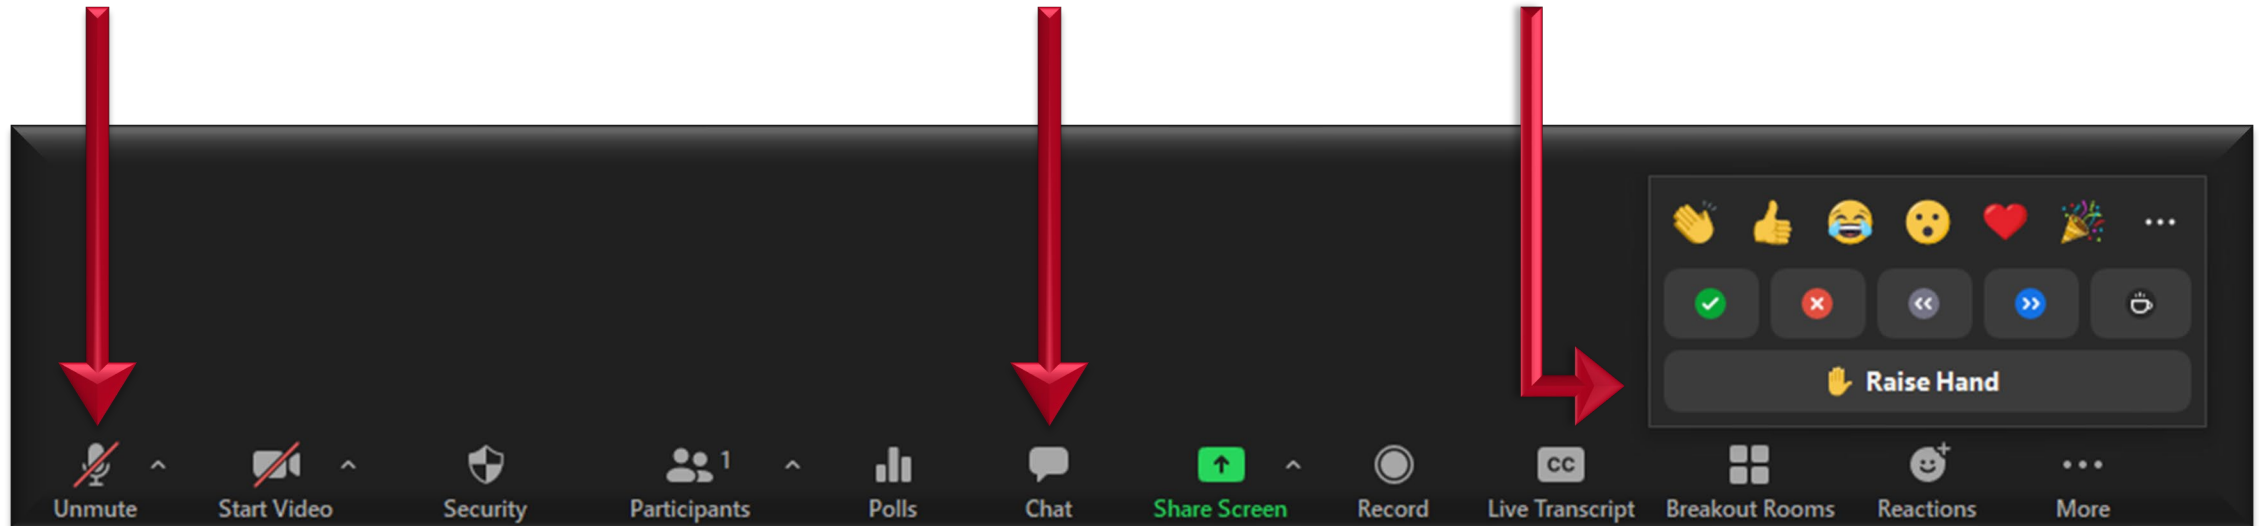 Raise Hand
1
CC
Unmute
Start Video
Security
Participants
Polls
Chat
Share Screen
Record
Live Transcript
Breakout Rooms
Reactions
More